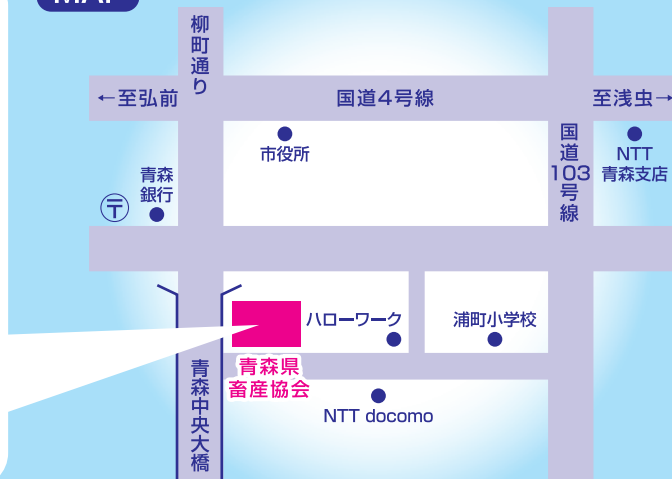 MAP
柳町通り
←至弘前
国道4号線
至浅虫→
市役所
国道103号線
NTT
青森支店
青森
銀行
〒
ハローワーク
浦町小学校
青森県
畜産協会
青森中央大橋
NTT docomo